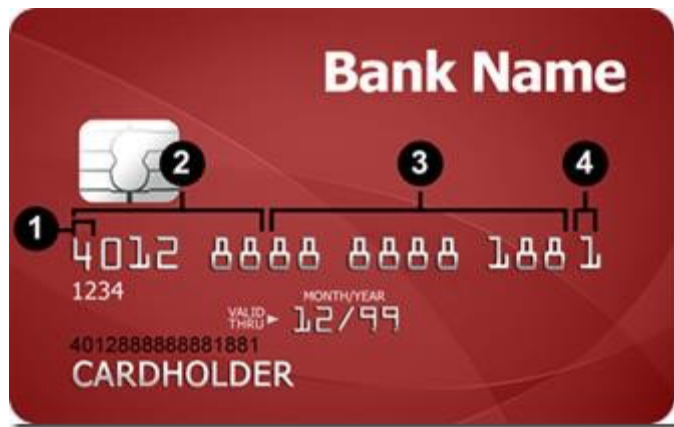 Bank Name
2 3 4
1
4012 8888 8888 1881
1234
MONTH/YEAR
VALID THRU 12/99
4012888888881881
CARDHOLDER